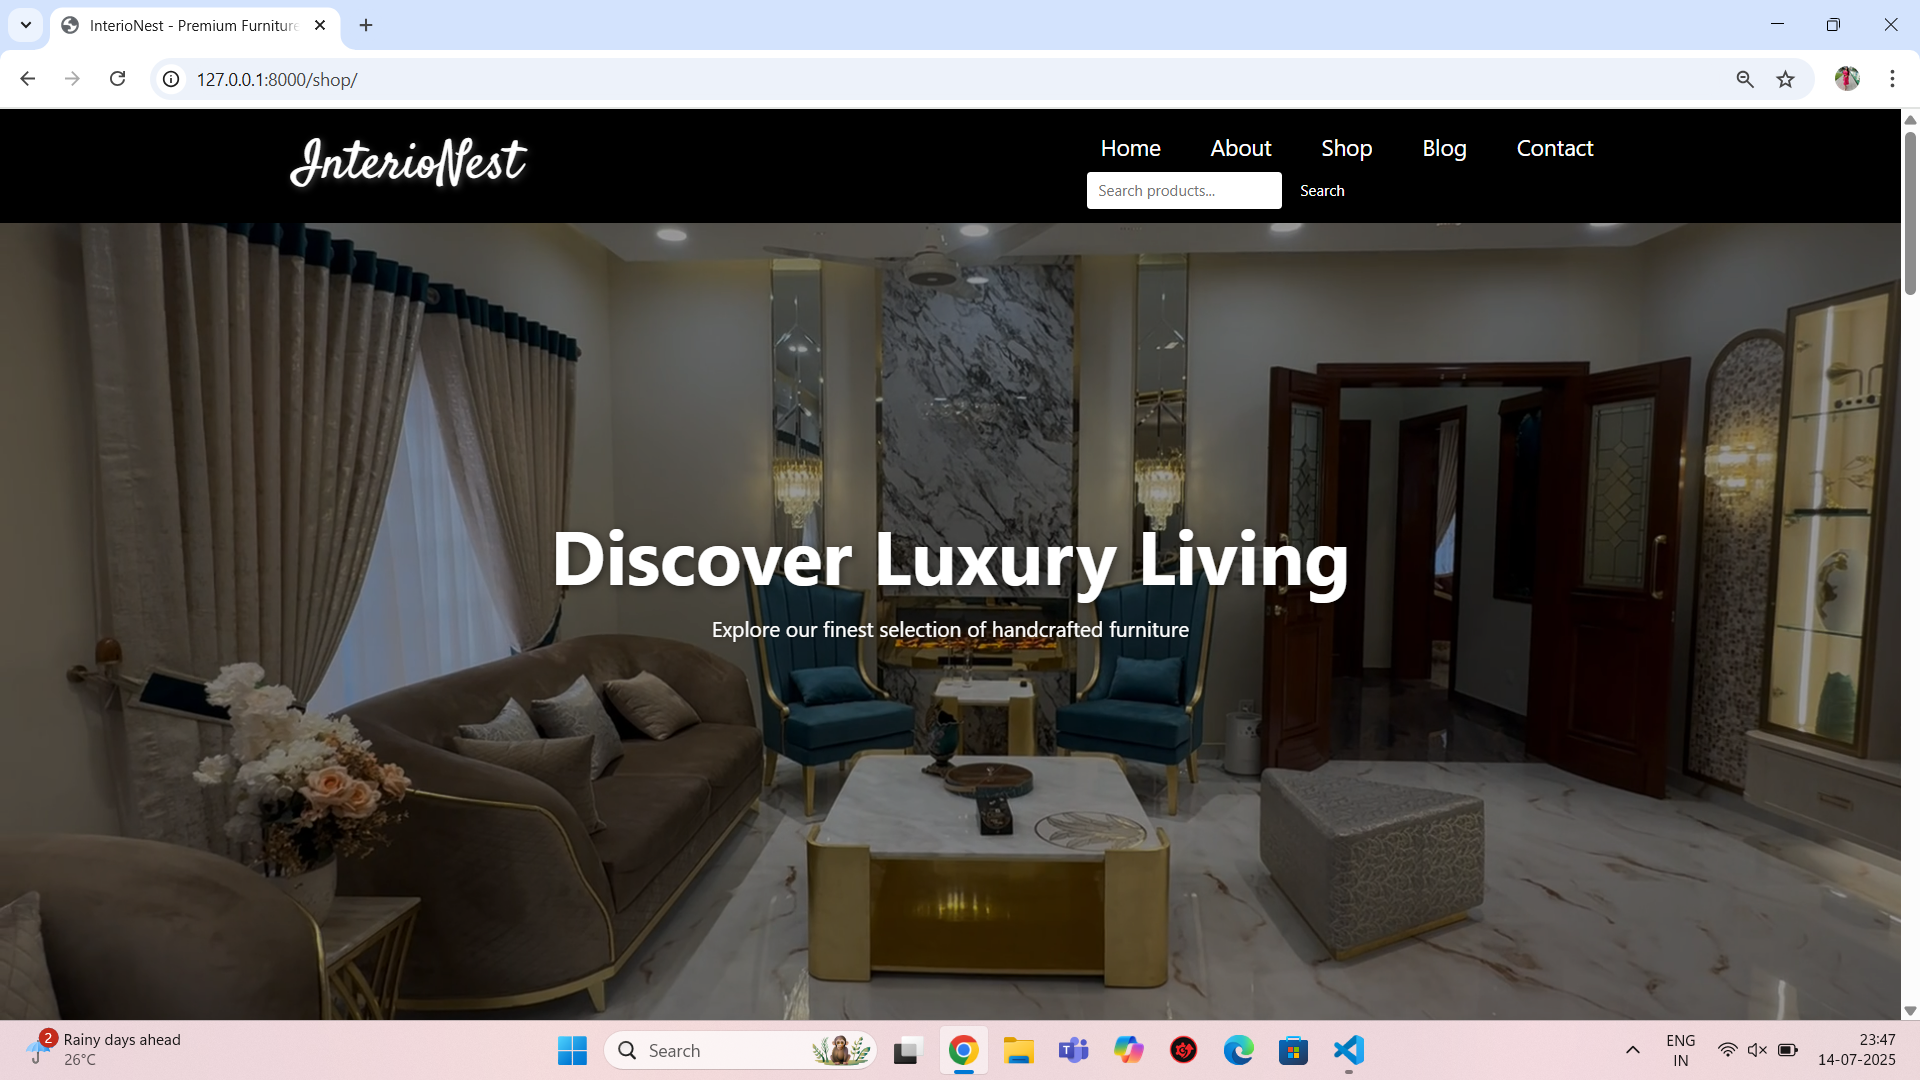 InterioNest - Premium Furniture
127.0.0.1:8000/shop/
InterioNest
Home About Shop Blog Contact
Search products... Search
Discover Luxury Living
Explore our finest selection of handcrafted furniture
2
Rainy days ahead
26°C
Search
ENG
IN
23:47
14-07-2025